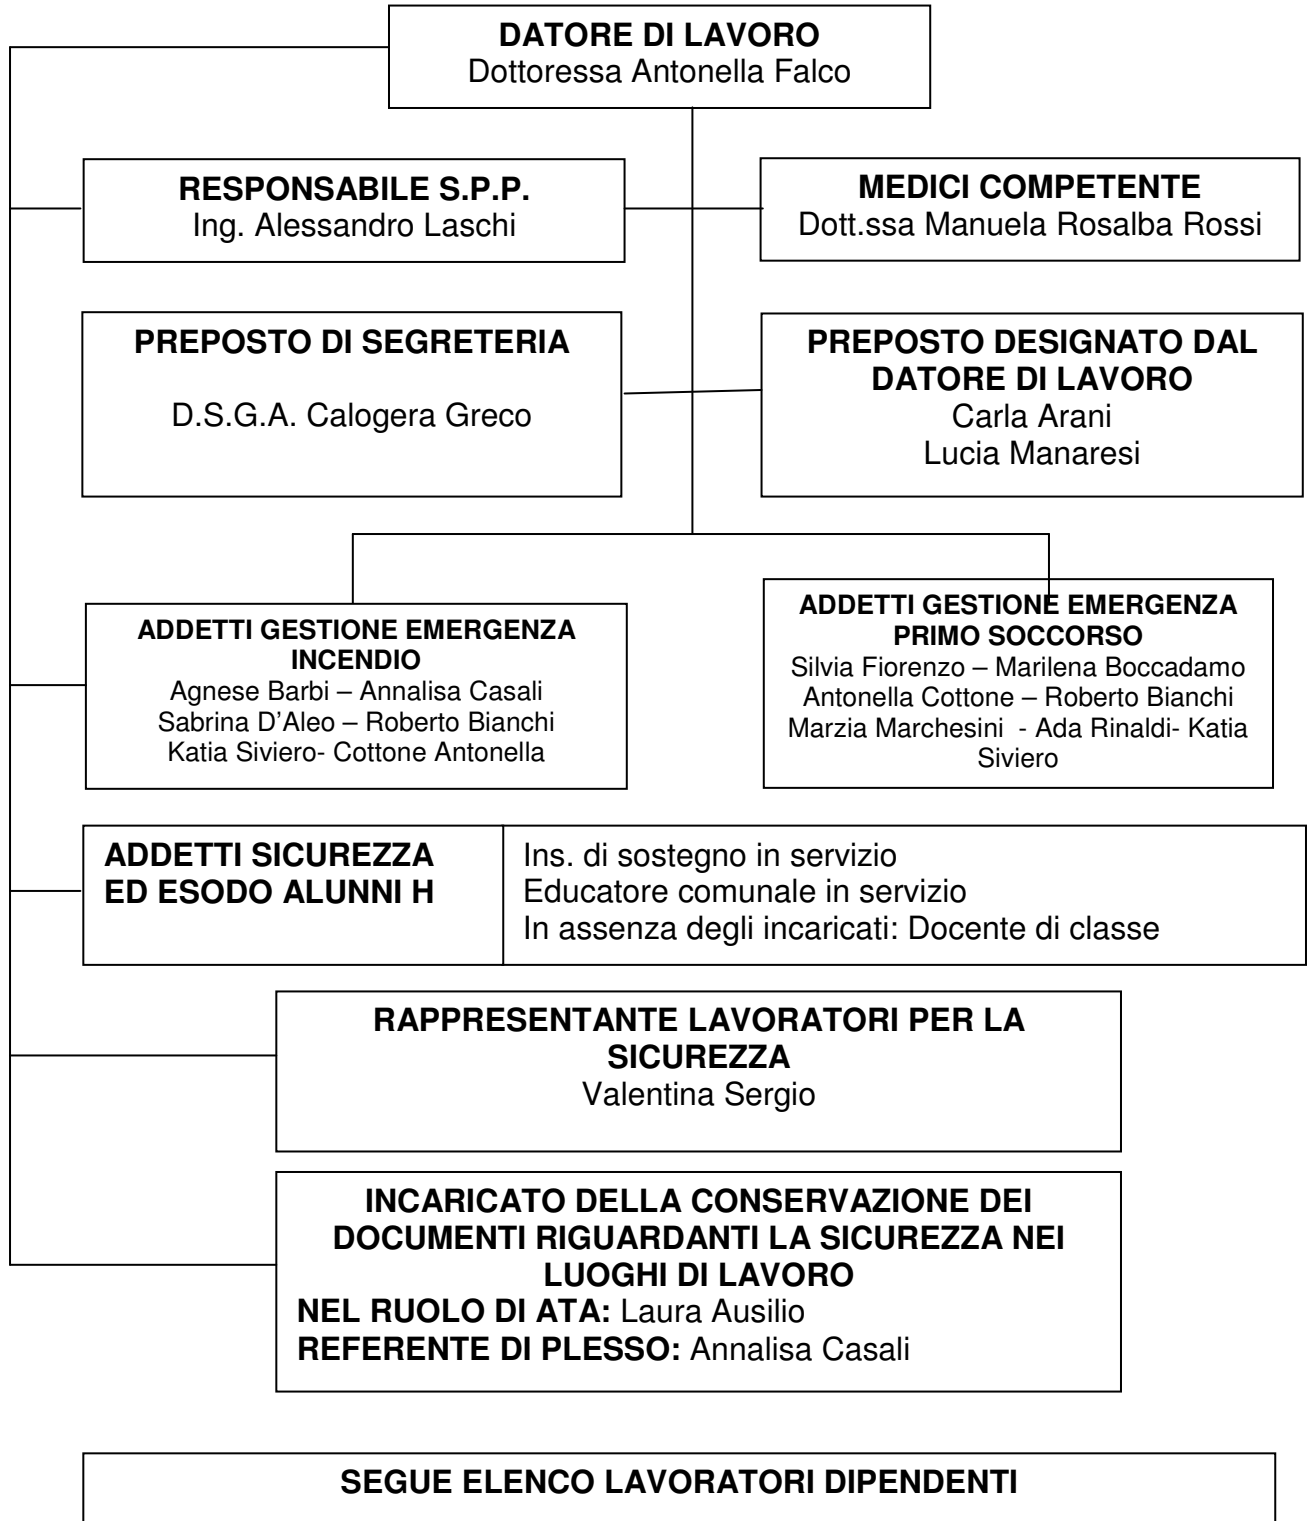 DATORE DI LAVORO
Dottoressa Antonella Falco
RESPONSABILE S.P.P.
Ing. Alessandro Laschi
MEDICI COMPETENTE
Dott.ssa Manuela Rosalba Rossi
PREPOSTO DI SEGRETERIA
D.S.G.A. Calogera Greco
PREPOSTO DESIGNATO DAL
DATORE DI LAVORO
Carla Arani
Lucia Manaresi
ADDETTI GESTIONE EMERGENZA
INCENDIO
Agnese Barbi – Annalisa Casali
Sabrina D'Aleo – Roberto Bianchi
Katia Siviero- Cottone Antonella
ADDETTI GESTIONE EMERGENZA
PRIMO SOCCORSO
Silvia Fiorenzo – Marilena Boccadamo
Antonella Cottone – Roberto Bianchi
Marzia Marchesini - Ada Rinaldi- Katia
Siviero
ADDETTI SICUREZZA
ED ESODO ALUNNI H
Ins. di sostegno in servizio
Educatore comunale in servizio
In assenza degli incaricati: Docente di classe
RAPPRESENTANTE LAVORATORI PER LA
SICUREZZA
Valentina Sergio
INCARICATO DELLA CONSERVAZIONE DEI
DOCUMENTI RIGUARDANTI LA SICUREZZA NEI
LUOGHI DI LAVORO
NEL RUOLO DI ATA: Laura Ausilio
REFERENTE DI PLESSO: Annalisa Casali
SEGUE ELENCO LAVORATORI DIPENDENTI